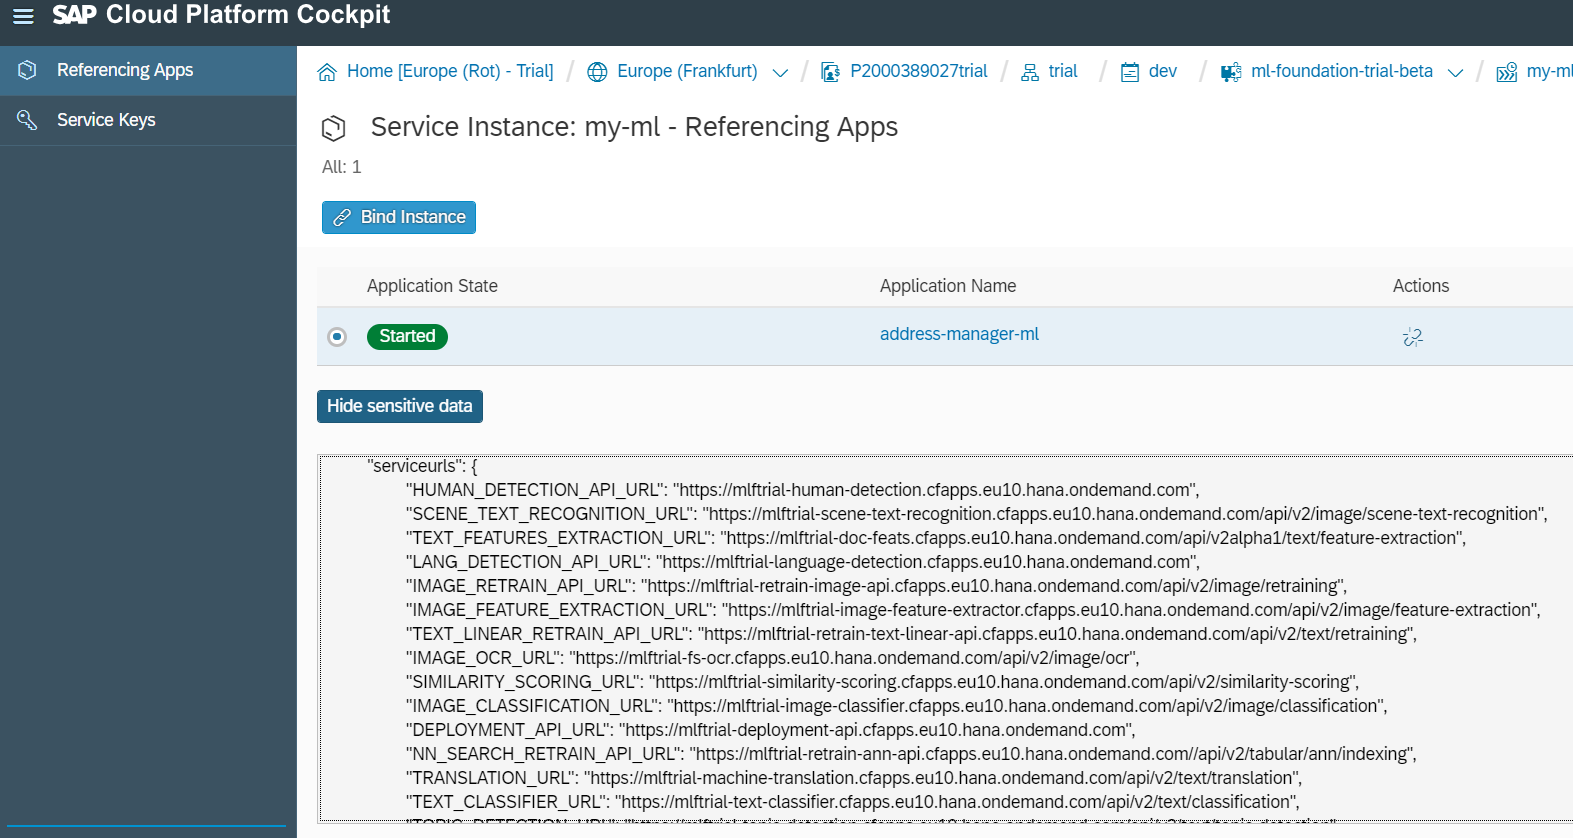 SAP Cloud Platform Cockpit
Referencing Apps
Service Keys
Home [Europe (Rot) - Trial] / Europe (Frankfurt) / P2000389027trial / trial / dev / ml-foundation-trial-beta / my-ml
Service Instance: my-ml - Referencing Apps
All: 1
Bind Instance
Application State Application Name Actions
Started address-manager-ml
Hide sensitive data
"serviceurls": {
"HUMAN_DETECTION_API_URL": "https://mlftrial-human-detection.cfapps.eu10.hana.ondemand.com",
"SCENE_TEXT_RECOGNITION_URL": "https://mlftrial-scene-text-recognition.cfapps.eu10.hana.ondemand.com/api/v2/image/scene-text-recognition",
"TEXT_FEATURES_EXTRACTION_URL": "https://mlftrial-doc-feats.cfapps.eu10.hana.ondemand.com/api/v2alpha1/text/feature-extraction",
"LANG_DETECTION_API_URL": "https://mlftrial-language-detection.cfapps.eu10.hana.ondemand.com",
"IMAGE_RETRAIN_API_URL": "https://mlftrial-retrain-image-api.cfapps.eu10.hana.ondemand.com/api/v2/image/retraining",
"IMAGE_FEATURE_EXTRACTION_URL": "https://mlftrial-image-feature-extractor.cfapps.eu10.hana.ondemand.com/api/v2/image/feature-extraction",
"TEXT_LINEAR_RETRAIN_API_URL": "https://mlftrial-retrain-text-linear-api.cfapps.eu10.hana.ondemand.com/api/v2/text/retraining",
"IMAGE_OCR_URL": "https://mlftrial-fs-ocr.cfapps.eu10.hana.ondemand.com/api/v2/image/ocr",
"SIMILARITY_SCORING_URL": "https://mlftrial-similarity-scoring.cfapps.eu10.hana.ondemand.com/api/v2/similarity-scoring",
"IMAGE_CLASSIFICATION_URL": "https://mlftrial-image-classifier.cfapps.eu10.hana.ondemand.com/api/v2/image/classification",
"DEPLOYMENT_API_URL": "https://mlftrial-deployment-api.cfapps.eu10.hana.ondemand.com",
"NN_SEARCH_RETRAIN_API_URL": "https://mlftrial-retrain-ann-api.cfapps.eu10.hana.ondemand.com//api/v2/tabular/ann/indexing",
"TRANSLATION_URL": "https://mlftrial-machine-translation.cfapps.eu10.hana.ondemand.com/api/v2/text/translation",
"TEXT_CLASSIFIER_URL": "https://mlftrial-text-classifier.cfapps.eu10.hana.ondemand.com/api/v2/text/classification",